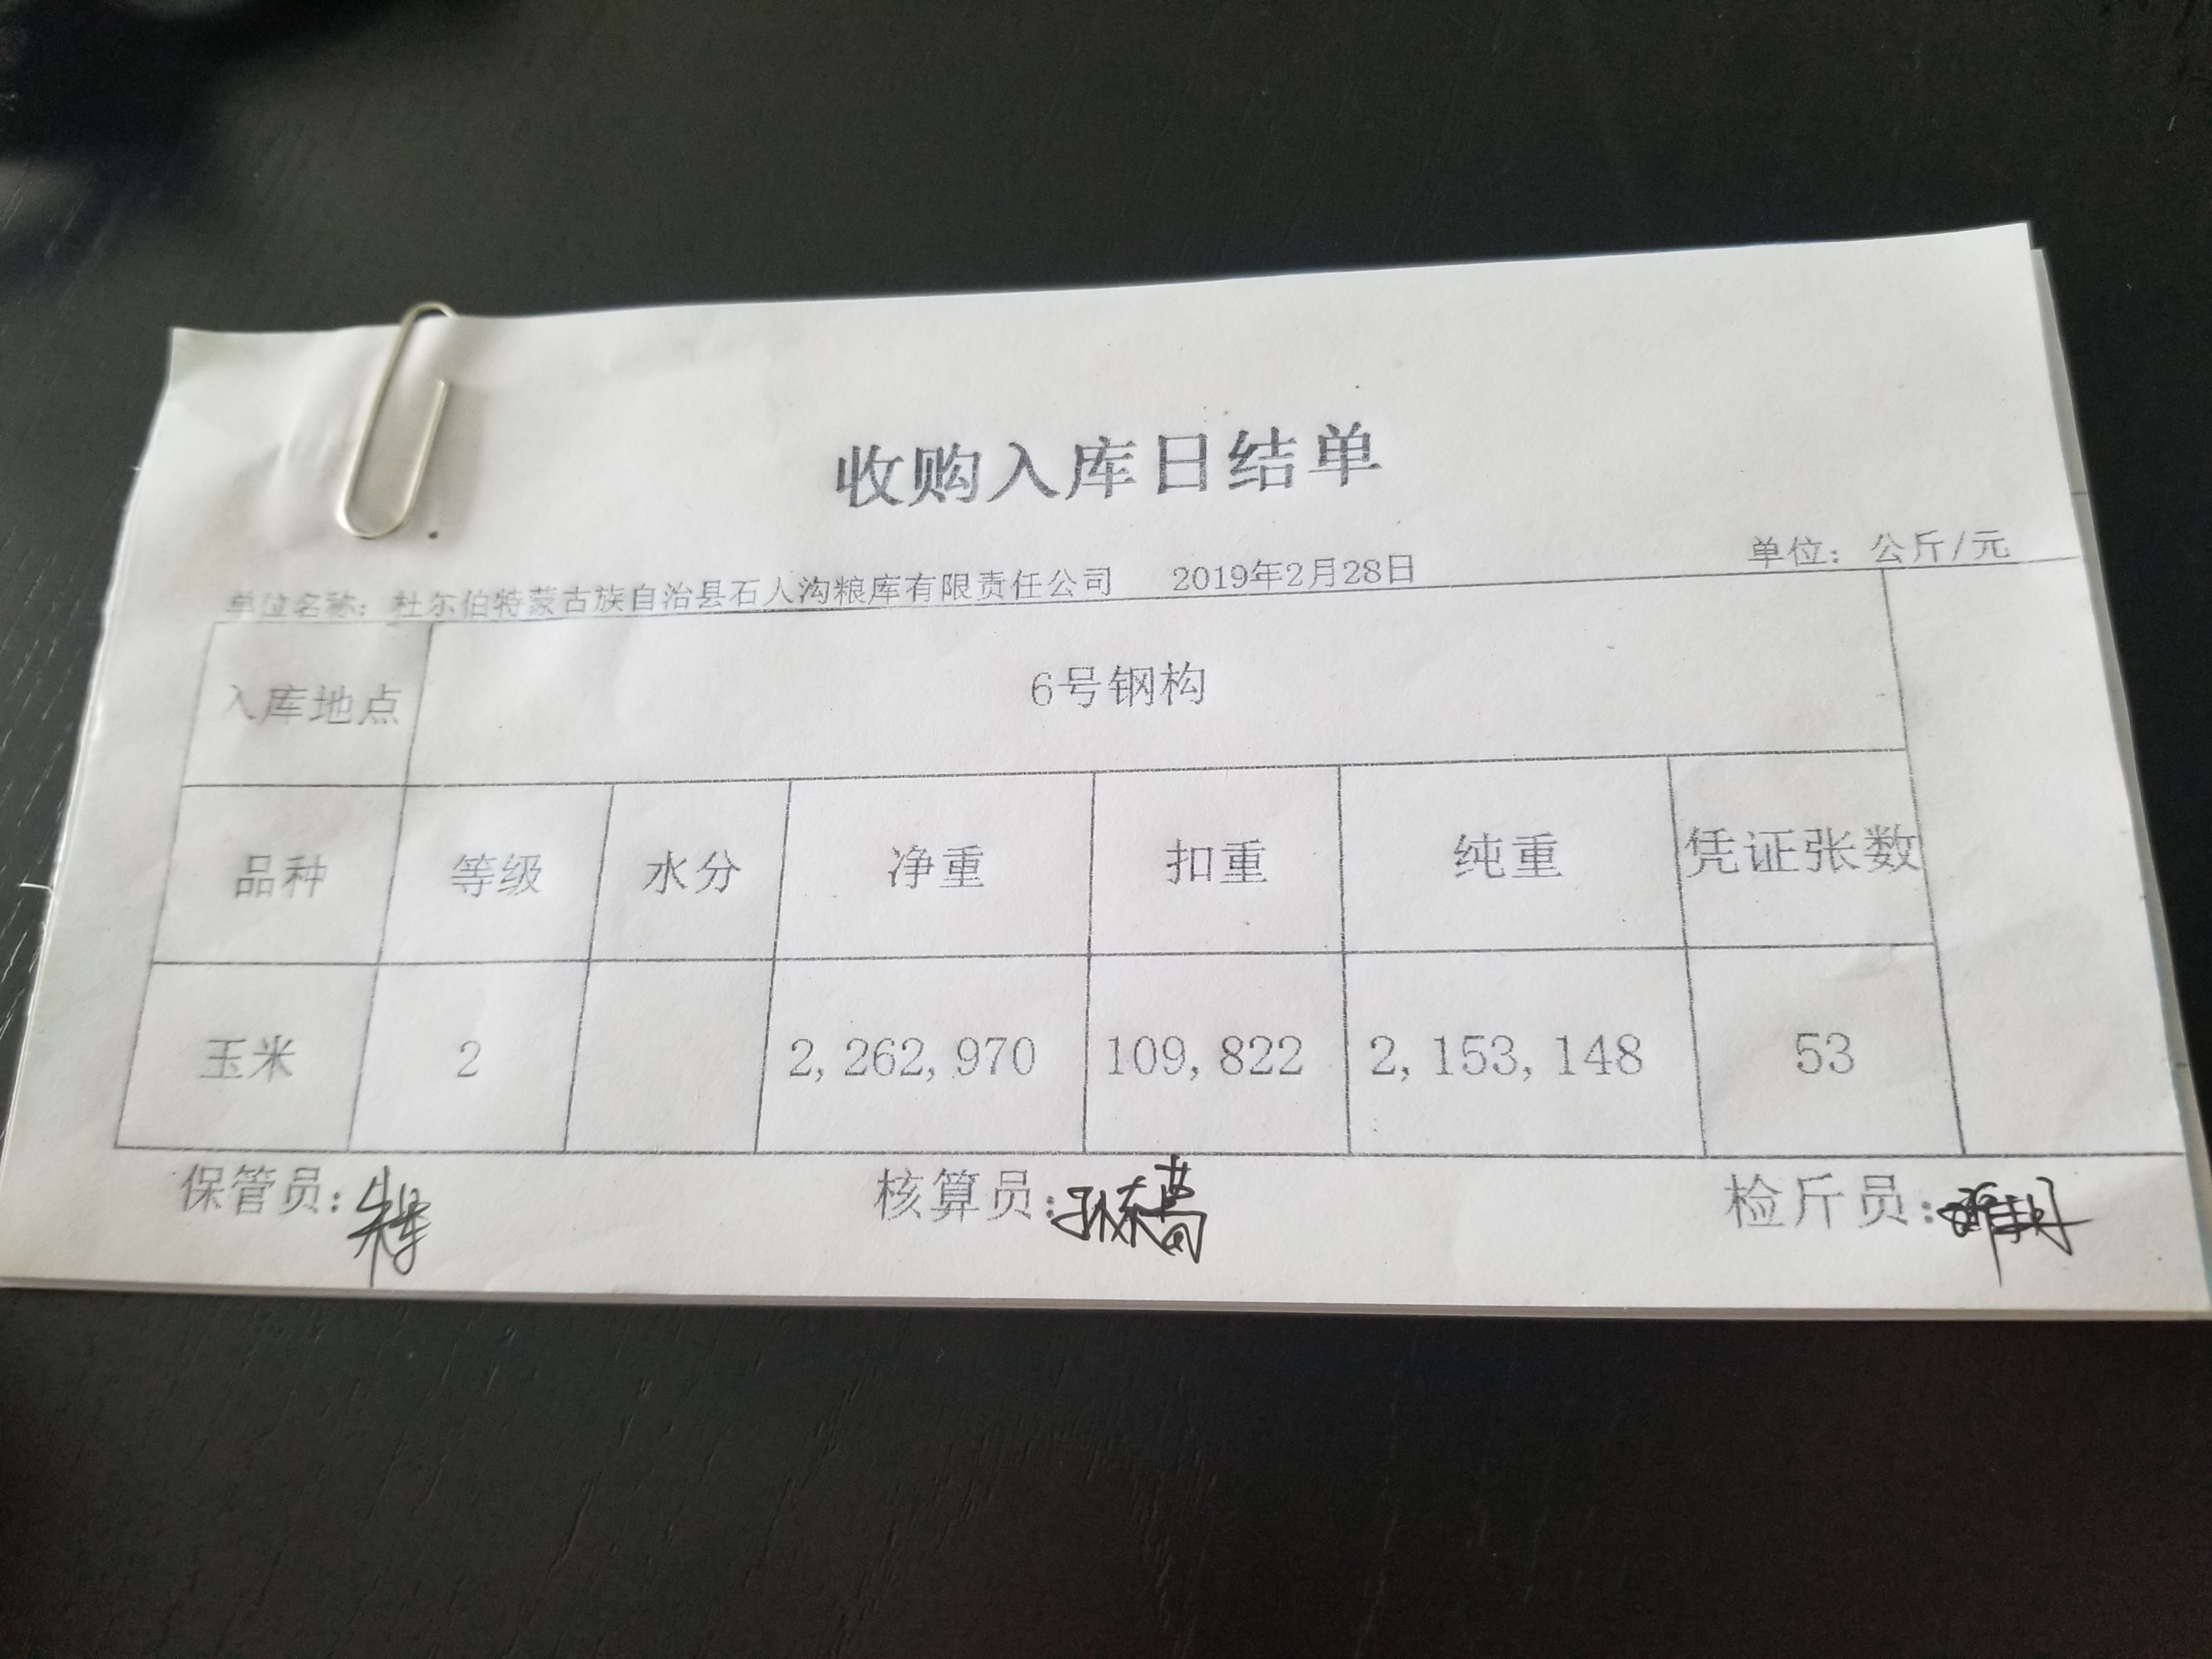 收购入库日结单
单位名称：杜尔伯特蒙古族自治县石人沟粮库有限责任公司 2019年2月28日 单位：公斤/元
入库地点 6号钢构
品种 等级 水分 净重 扣重 纯重 凭证张数
玉米 2 2,262,970 109,822 2,153,148 53
保管员： 核算员： 检斤员：